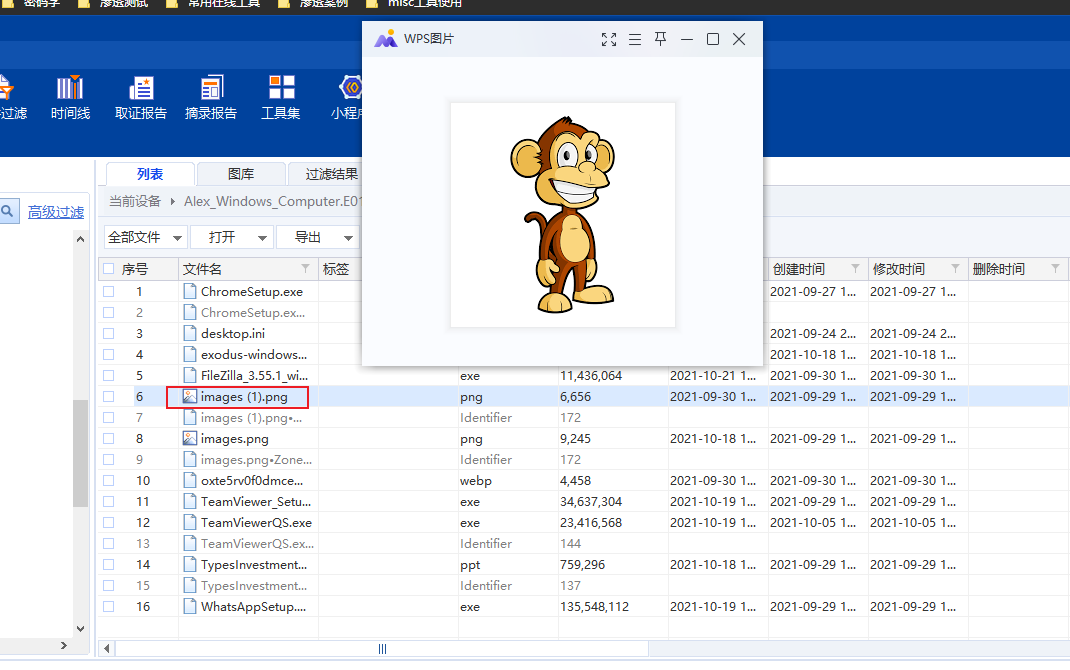 密码学 渗透测试 常用在线工具 渗透案例 misc工具使用
WPS图片
过滤 时间线 取证报告 摘录报告 工具集 小程序
列表 图库 过滤结果
高级过滤
当前设备 Alex_Windows_Computer.E01
全部文件 打开 导出
序号 文件名 标签 创建时间 修改时间 删除时间
1 ChromeSetup.exe 2021-09-27 1... 2021-09-27 1...
2 ChromeSetup.ex...
3 desktop.ini 2021-09-24 2... 2021-09-24 2...
4 exodus-windows... 2021-10-18 1... 2021-10-18 1...
5 FileZilla_3.55.1_wi... exe 11,436,064 2021-10-21 1... 2021-09-30 1... 2021-09-30 1...
6 images (1).png png 6,656 2021-09-30 1... 2021-09-29 1... 2021-09-29 1...
7 images (1).png•... Identifier 172
8 images.png png 9,245 2021-10-18 1... 2021-09-29 1... 2021-09-29 1...
9 images.png•Zone... Identifier 172
10 oxte5rv0f0dmce... webp 4,458 2021-09-30 1... 2021-09-30 1... 2021-09-30 1...
11 TeamViewer_Setu... exe 34,637,304 2021-10-19 1... 2021-09-29 1... 2021-09-29 1...
12 TeamViewerQS.exe exe 23,416,568 2021-10-19 1... 2021-10-05 1... 2021-10-05 1...
13 TeamViewerQS.ex... Identifier 144
14 TypesInvestment... ppt 759,296 2021-10-18 1... 2021-09-29 1... 2021-09-29 1...
15 TypesInvestment... Identifier 137
16 WhatsAppSetup.... exe 135,548,112 2021-10-19 1... 2021-09-29 1... 2021-09-29 1...